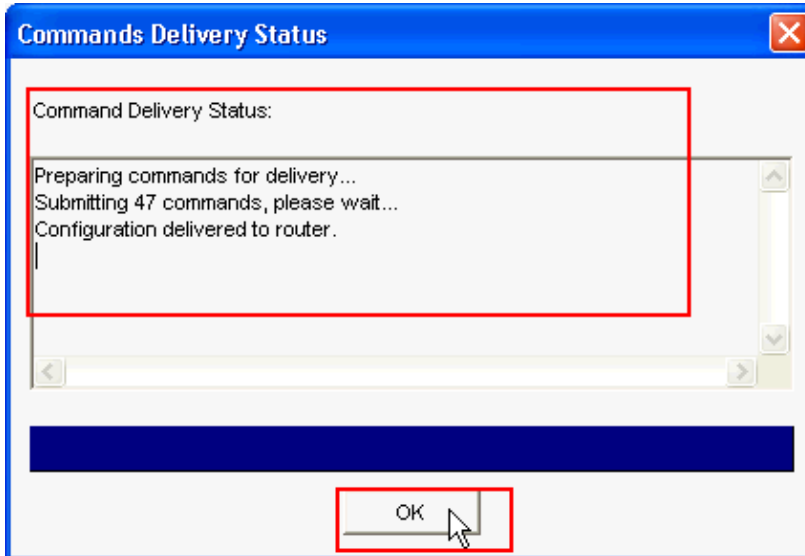 Commands Delivery Status
Command Delivery Status:
Preparing commands for delivery...
Submitting 47 commands, please wait...
Configuration delivered to router.
OK